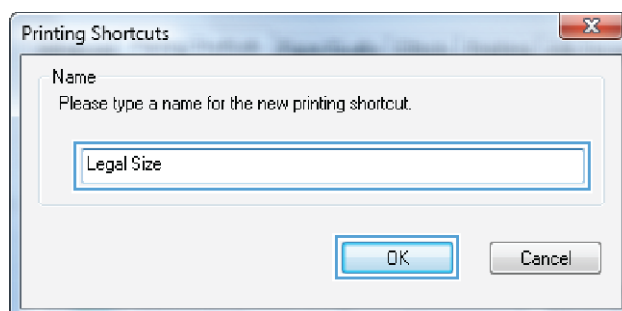 Printing Shortcuts
Name
Please type a name for the new printing shortcut.
Legal Size
OK
Cancel